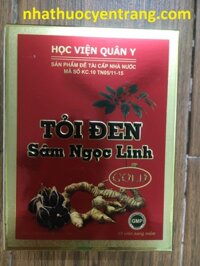 nhathuocyentrang.com
HỌC VIỆN QUÂN Y
SẢN PHẨM ĐỀ TÀI CẤP NHÀ NƯỚC
MÃ SỐ KC.10 TN05/11-15
TỎI ĐEN
Sâm Ngọc Linh
GOLD
GMP